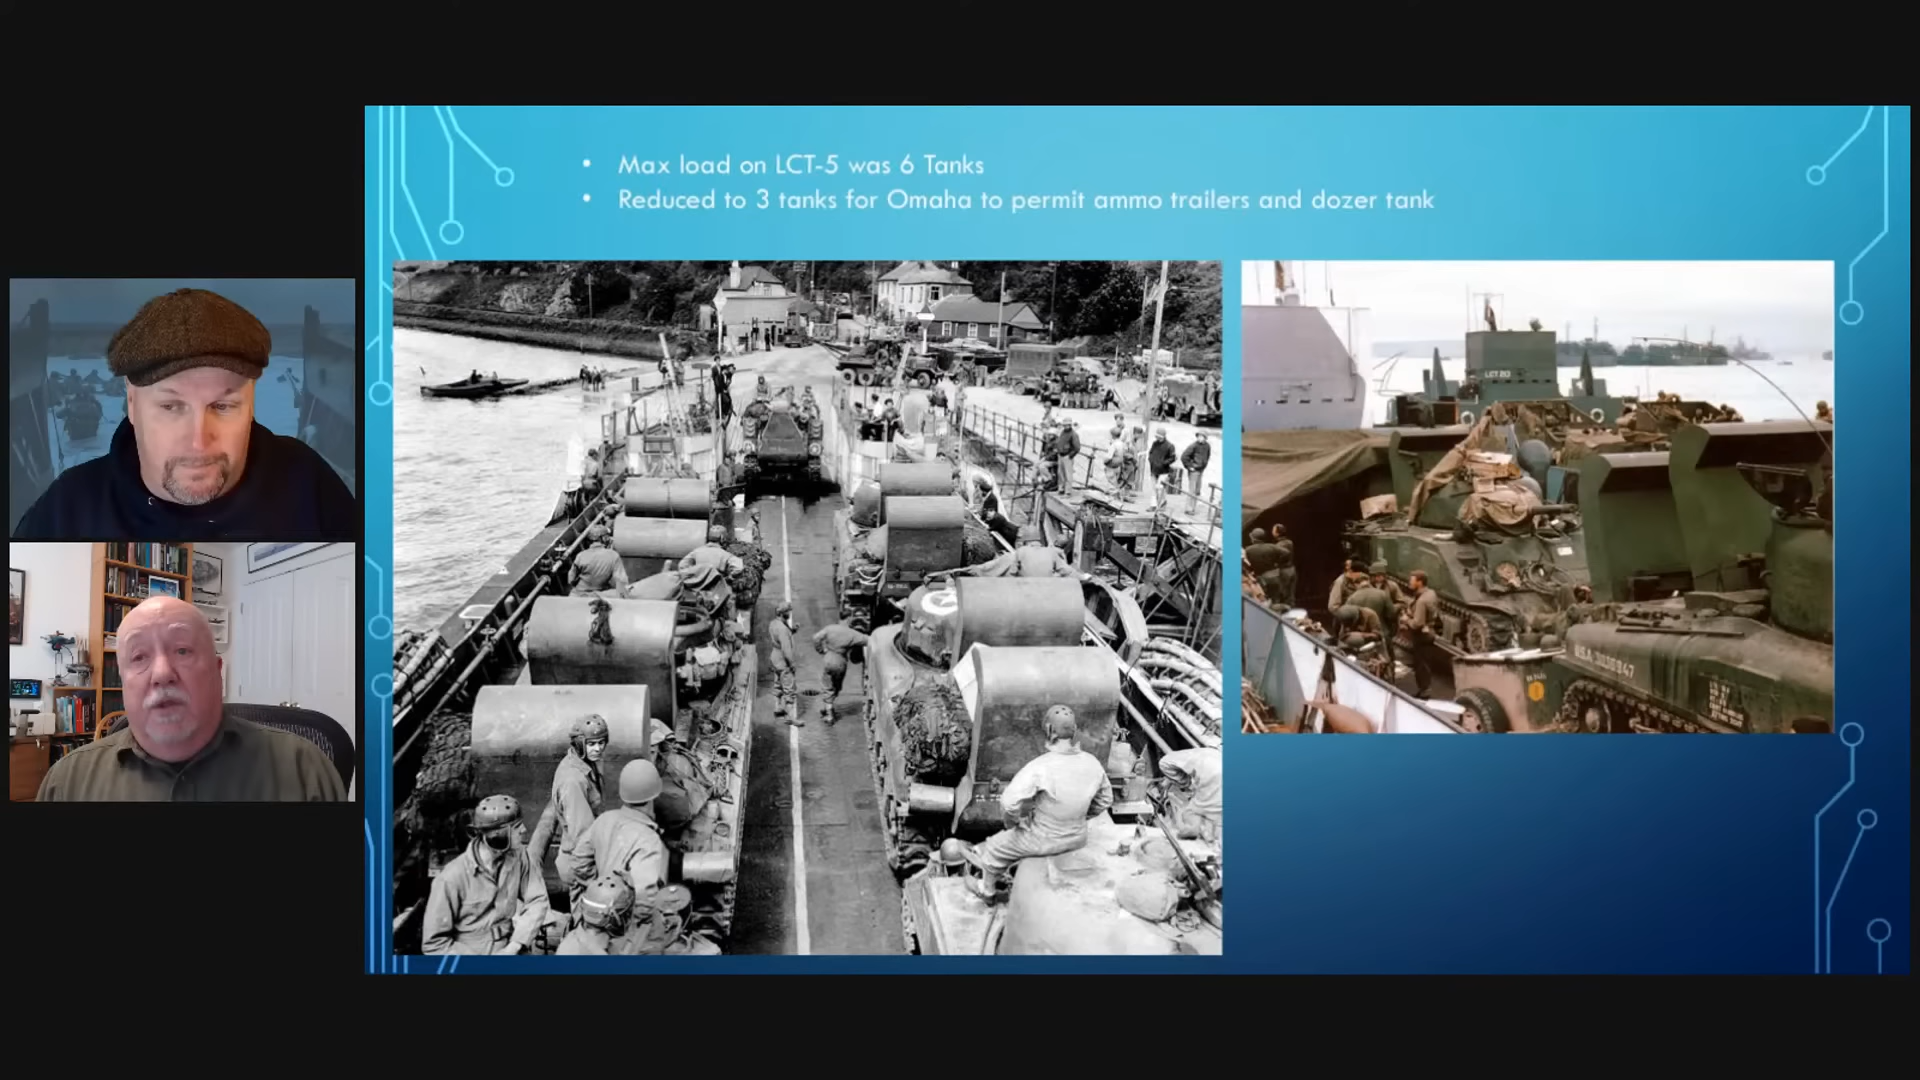 • Max load on LCT-5 was 6 Tanks
• Reduced to 3 tanks for Omaha to permit ammo trailers and dozer tank